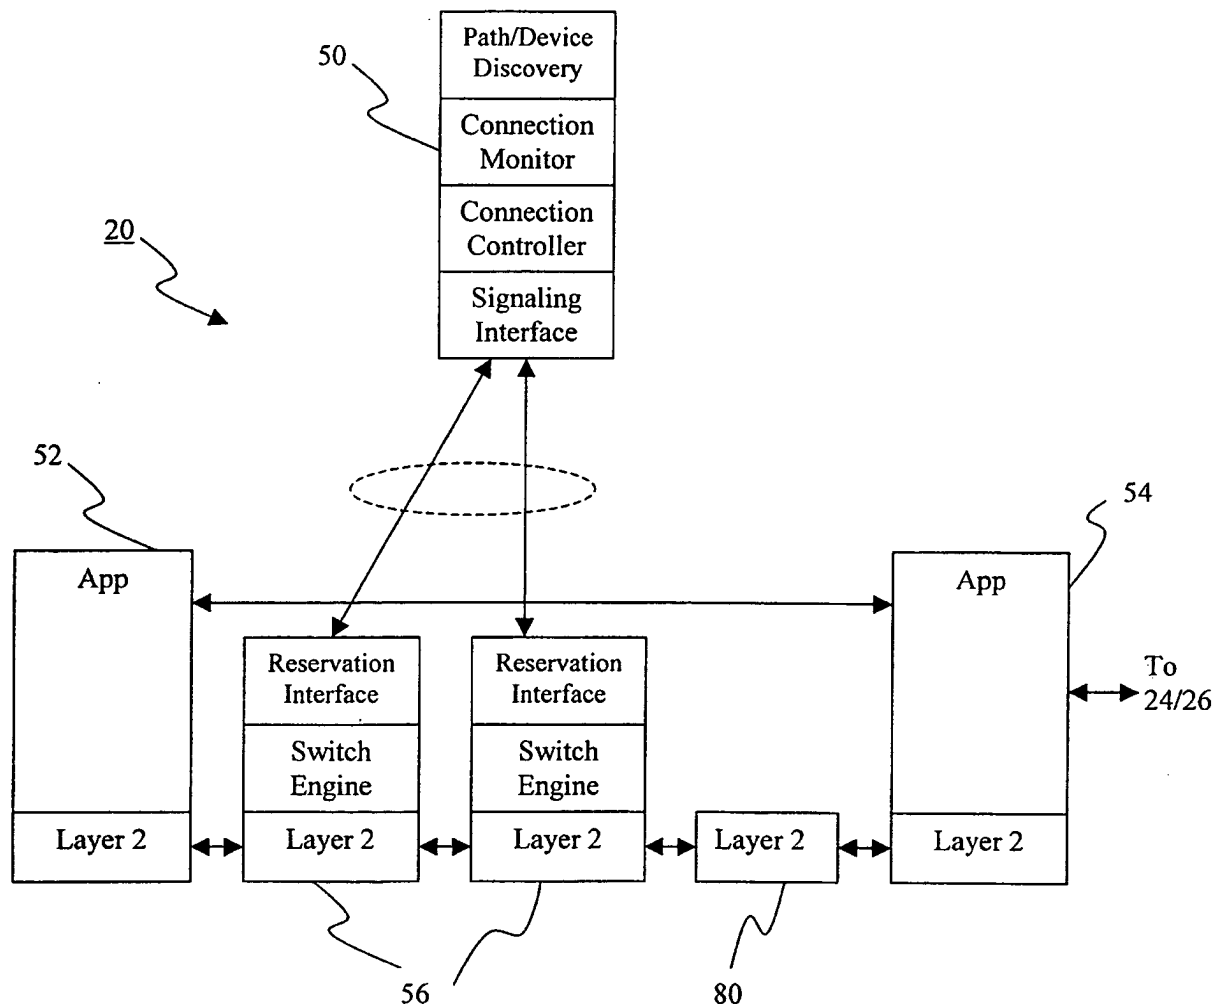 Path/Device
Discovery
50
Connection
Monitor
Connection
Controller
20
Signaling
Interface
52
54
App
App
Reservation
Interface
Reservation
Interface
To
24/26
Switch
Engine
Switch
Engine
Layer 2
Layer 2
Layer 2
Layer 2
Layer 2
56
80